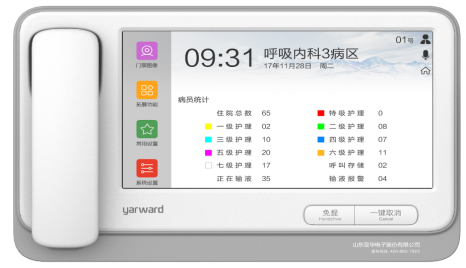 01号
09:31 呼吸内科3病区
17年11月28日 周二
门禁图像
拓展功能
常用设置
系统设置
病员统计
住院总数 65 特级护理 0
一级护理 02 二级护理 08
三级护理 10 四级护理 07
五级护理 20 六级护理 11
七级护理 17 呼叫存储 02
正在输液 35 输液报警 04
yarward
免提 一键取消
Handsfree Cancel
山东亚华电子股份有限公司